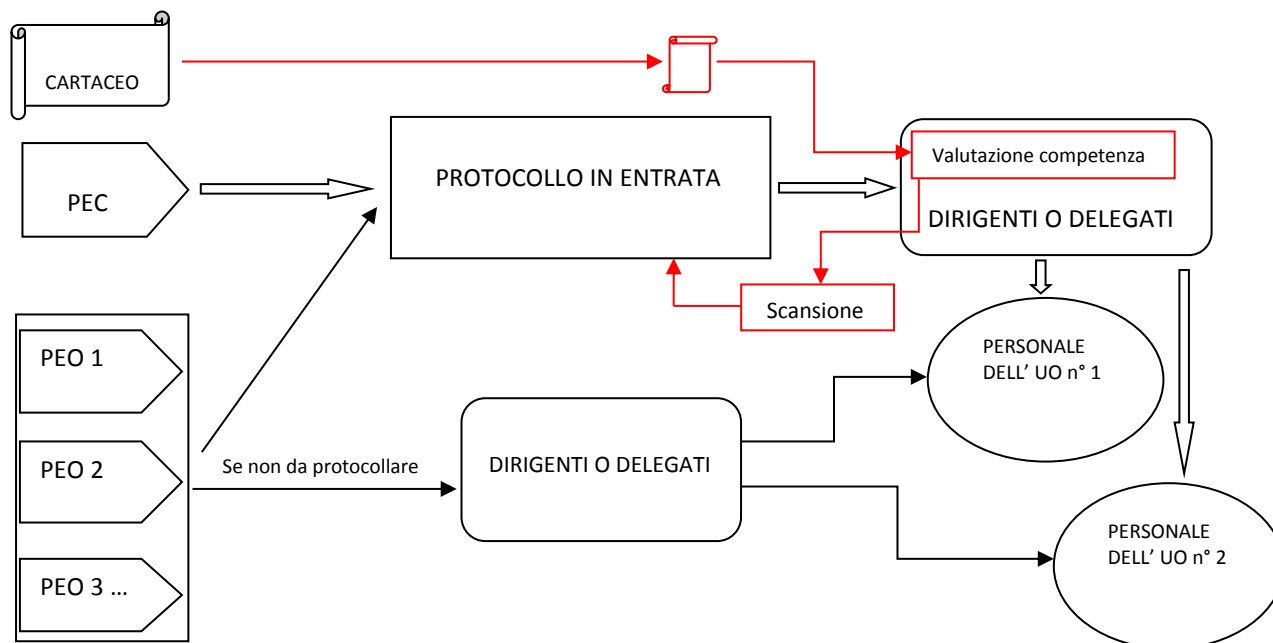 CARTACEO
PEC
PROTOCOLLO IN ENTRATA
Valutazione competenza
DIRIGENTI O DELEGATI
Scansione
PEO 1
PEO 2
PEO 3 ...
Se non da protocollare
DIRIGENTI O DELEGATI
PERSONALE
DELL' UO n° 1
PERSONALE
DELL' UO n° 2